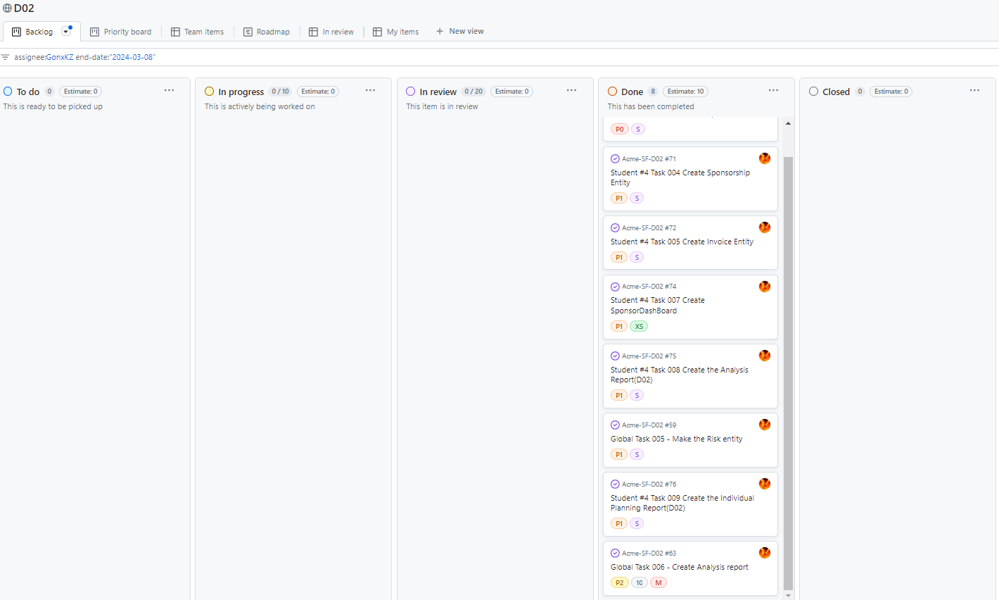 D02
Backlog
Priority board
Team items
Roadmap
In review
My items
New view
assignee:GonxKZ end-date:"2024-03-08"
To do 0 Estimate: 0
This is ready to be picked up
In progress 0 / 10 Estimate: 0
This is actively being worked on
In review 0 / 20 Estimate: 0
This item is in review
Done 8 Estimate: 10
This has been completed
P0 S
Acme-SF-D02 #71
Student #4 Task 004 Create Sponsorship
Entity
P1 S
Acme-SF-D02 #72
Student #4 Task 005 Create Invoice Entity
P1 S
Acme-SF-D02 #74
Student #4 Task 007 Create
SponsorDashBoard
P1 XS
Acme-SF-D02 #75
Student #4 Task 008 Create the Analysis
Report(D02)
P1 S
Acme-SF-D02 #59
Global Task 005 - Make the Risk entity
P1 S
Acme-SF-D02 #76
Student #4 Task 009 Create the Individual
Planning Report(D02)
P1 S
Acme-SF-D02 #63
Global Task 006 - Create Analysis report
P2 10 M
Closed 0 Estimate: 0